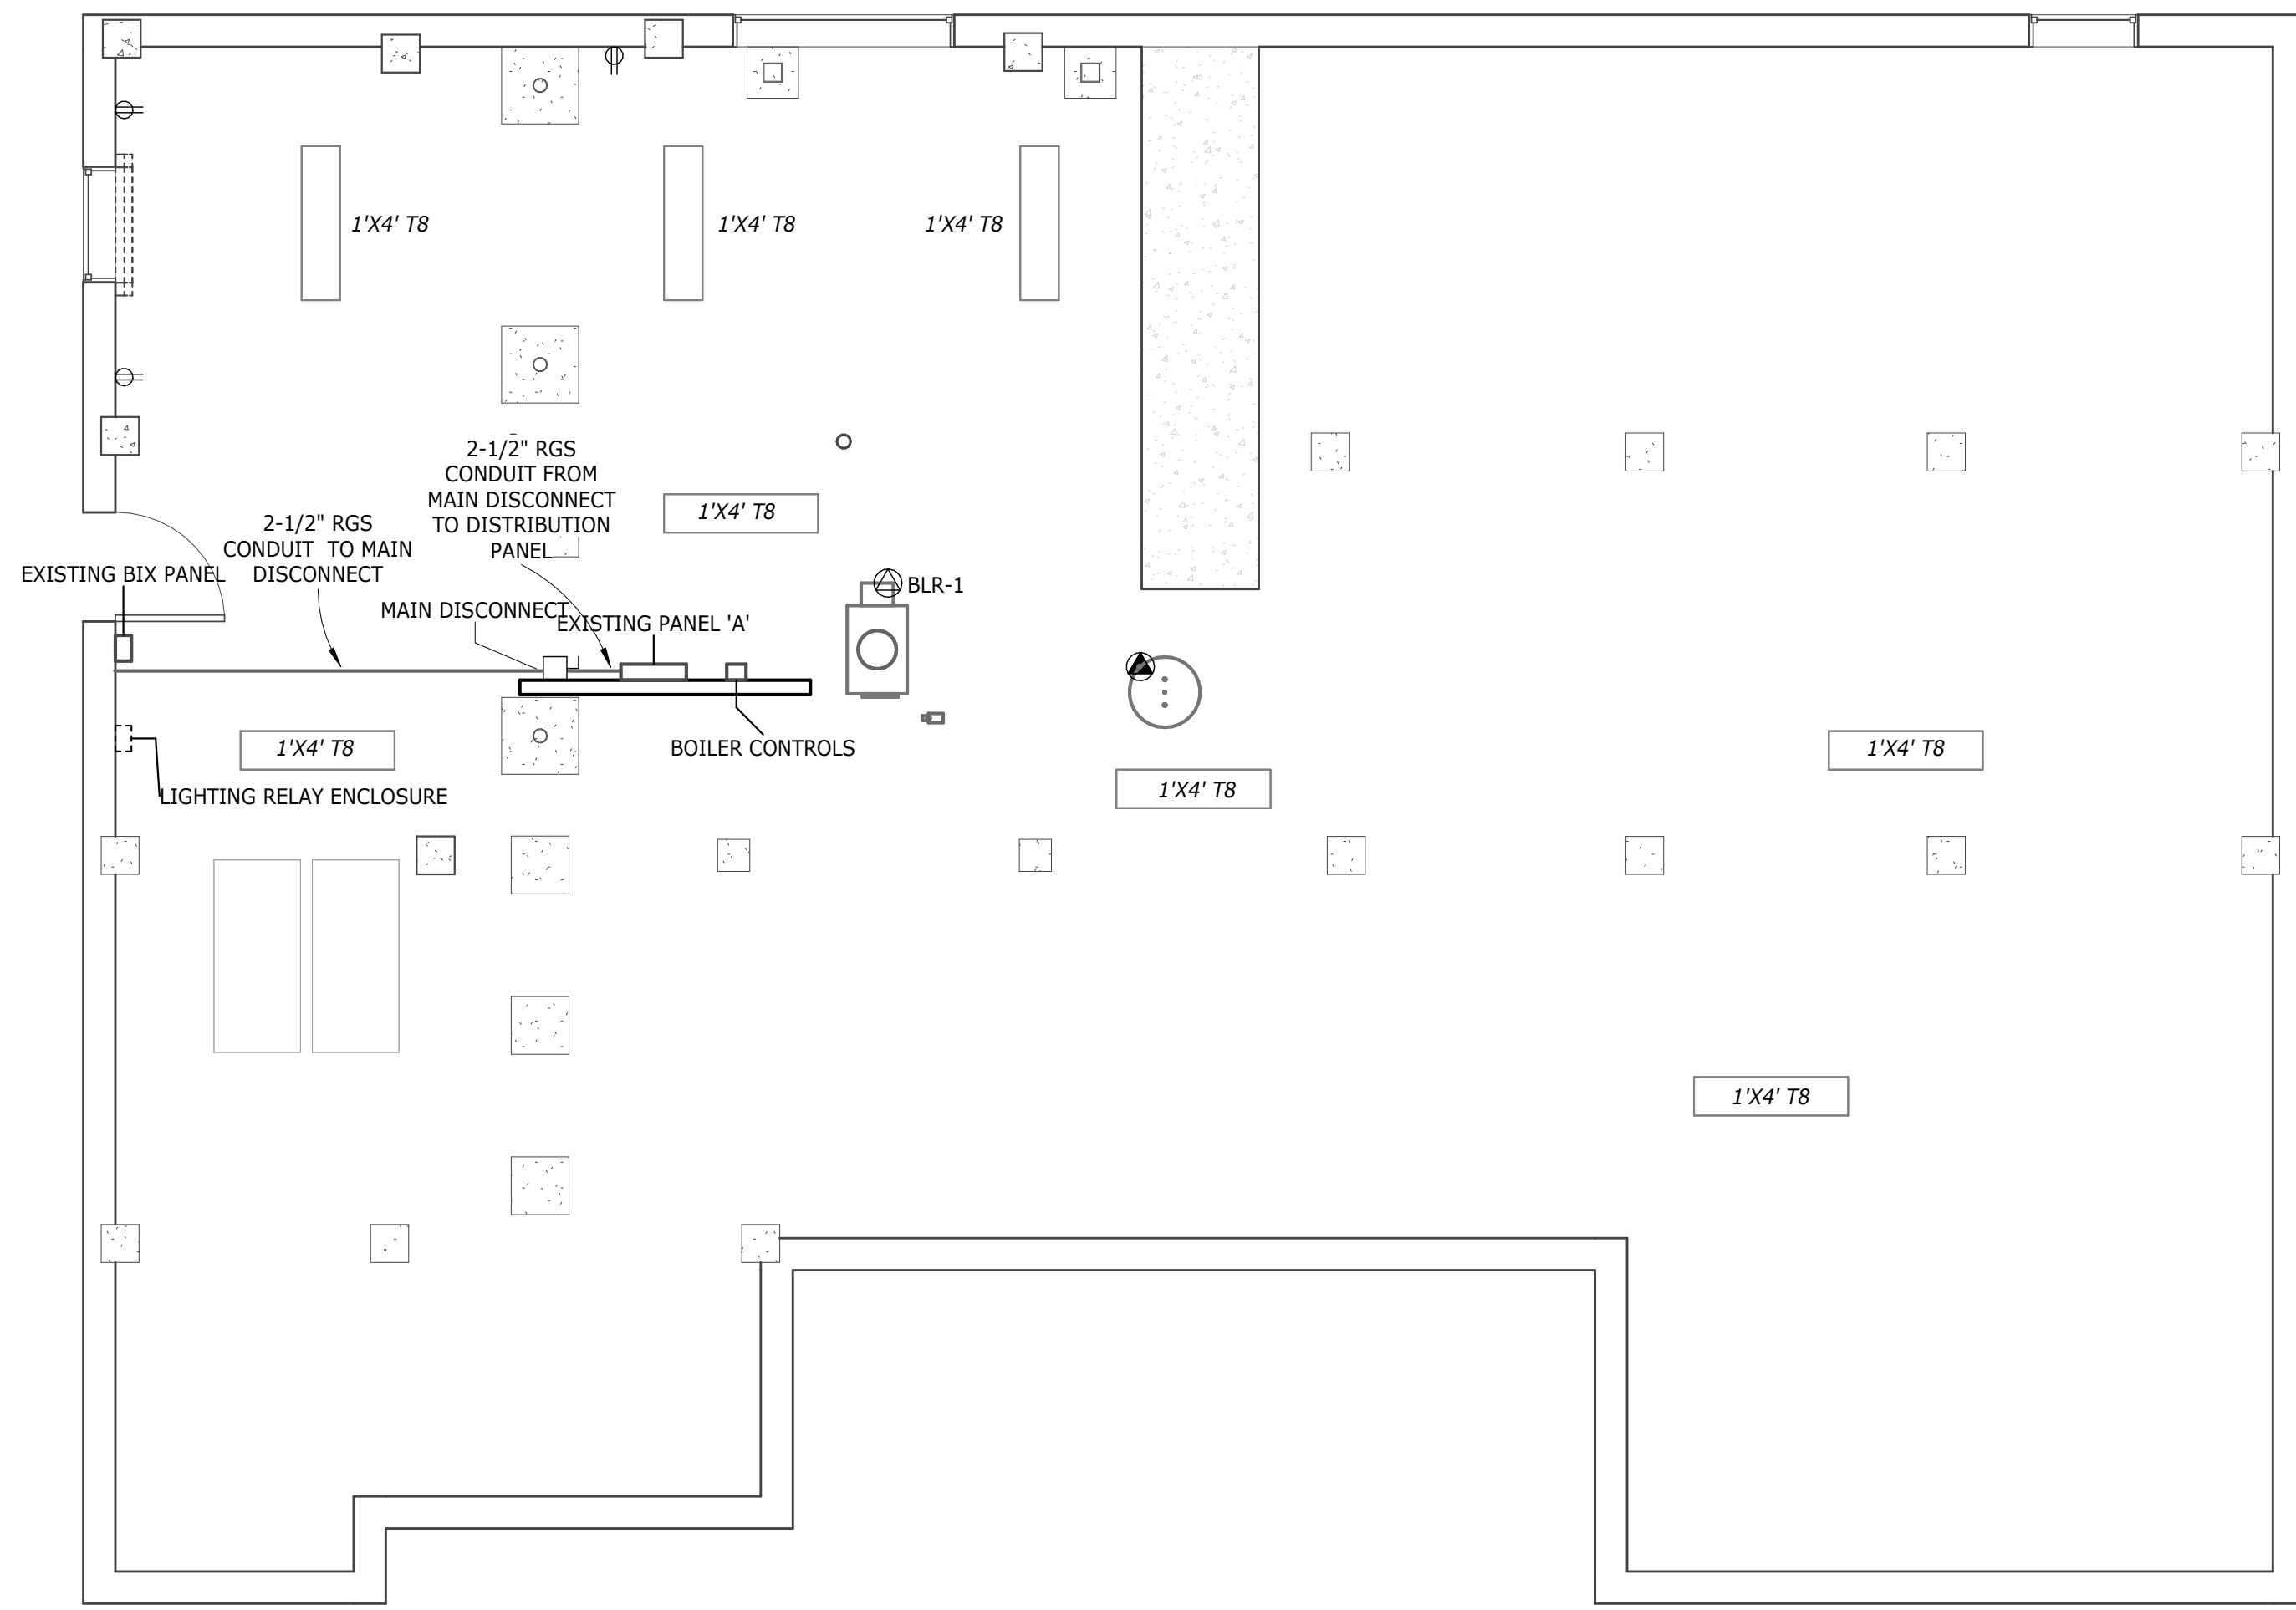 1'X4' T8
1'X4' T8
1'X4' T8
2-1/2" RGS
CONDUIT FROM
MAIN DISCONNECT
TO DISTRIBUTION
PANEL
1'X4' T8
2-1/2" RGS
CONDUIT TO MAIN
DISCONNECT
EXISTING BIX PANEL
BLR-1
MAIN DISCONNECT
EXISTING PANEL 'A'
1'X4' T8
BOILER CONTROLS
1'X4' T8
LIGHTING RELAY ENCLOSURE
1'X4' T8
1'X4' T8